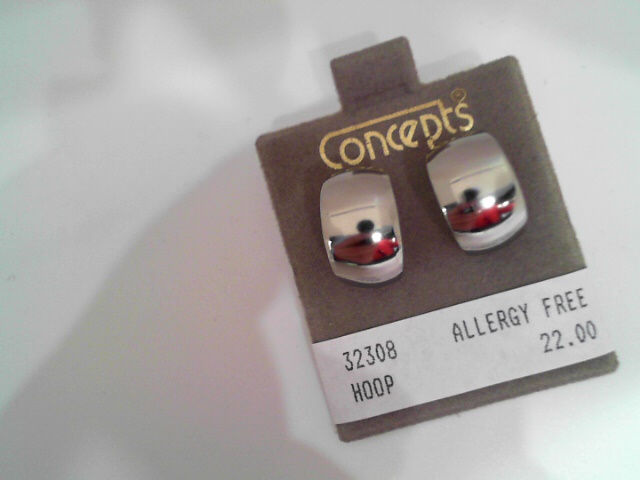 Concepts®
32308 ALLERGY FREE
HOOP 22.00